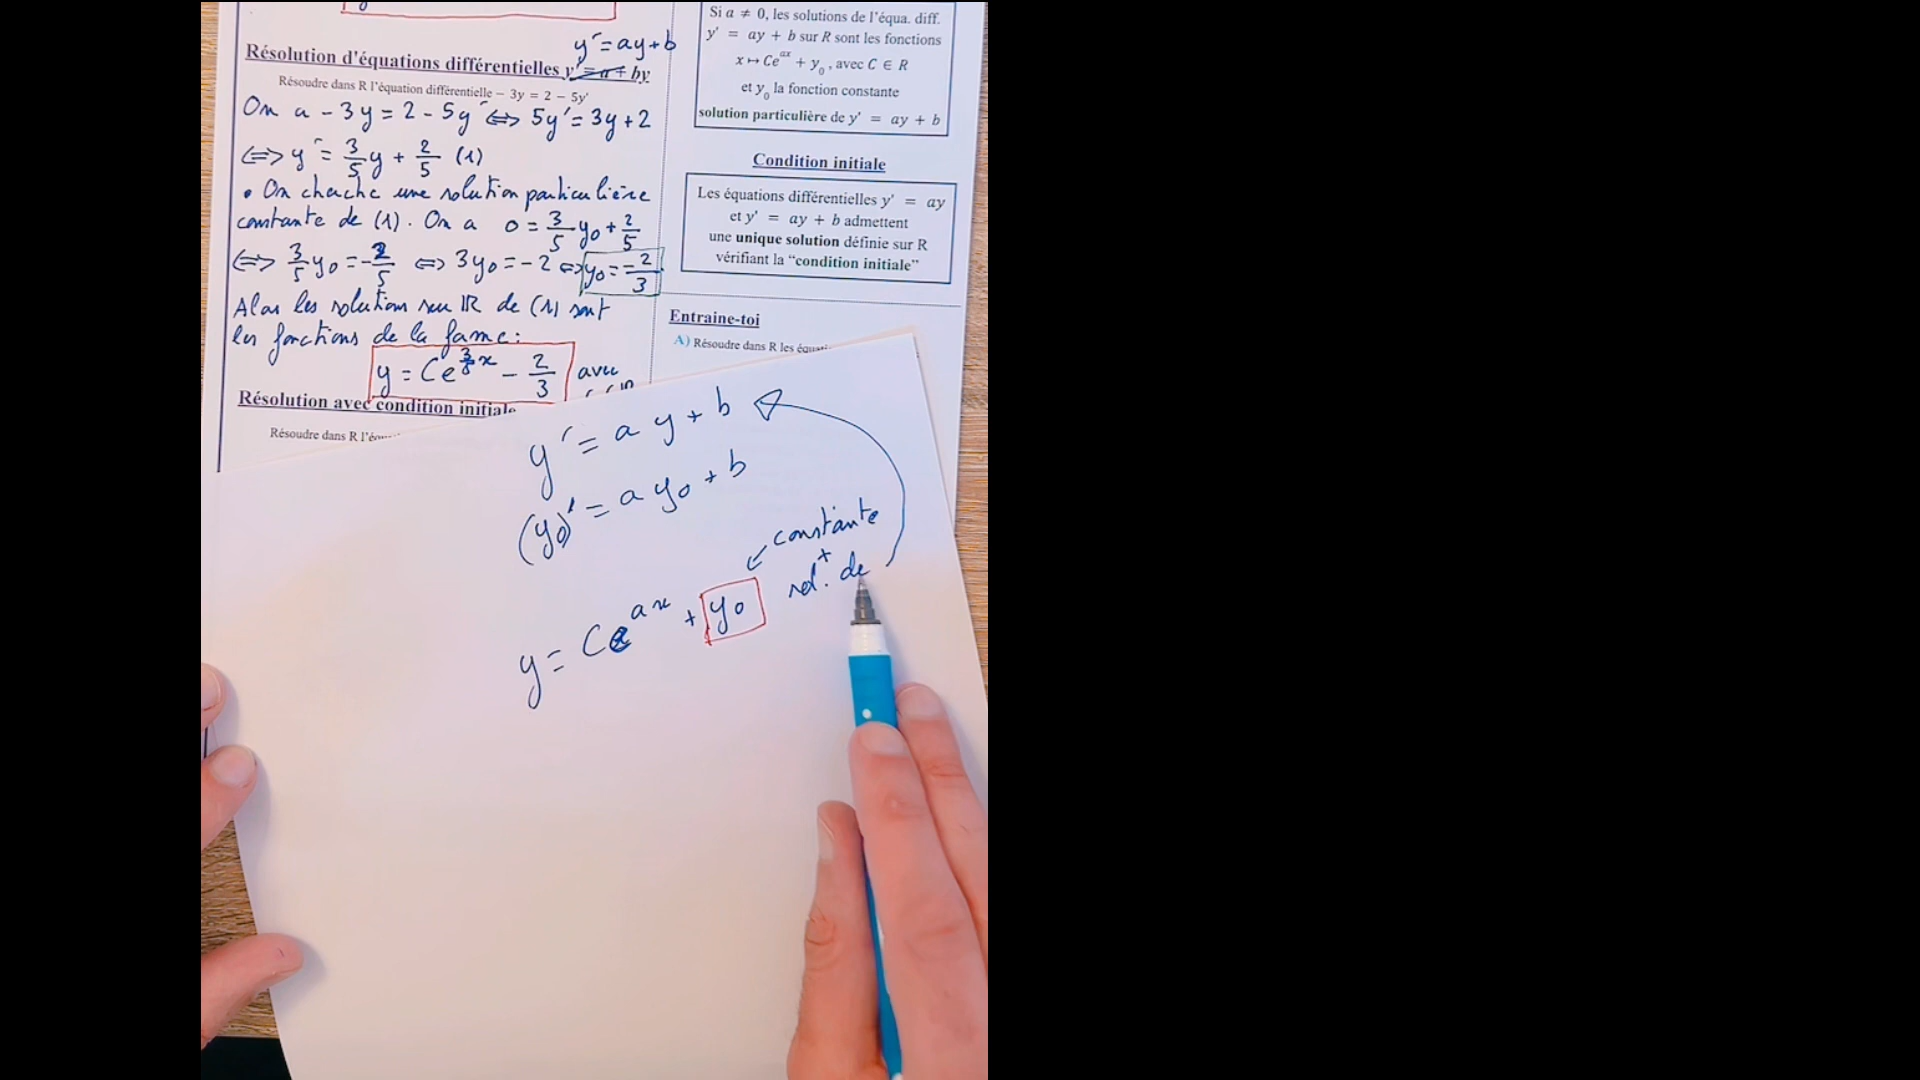 y' = ay + b
Résolution d'équations différentielles y' = a + by
Résoudre dans R l'équation différentielle − 3y = 2 − 5y'
On a - 3y = 2 - 5y' ⇔ 5y' = 3y + 2
⇔ y' = 3/5 y + 2/5 (1)
• On cherche une solution particulière
constante de (1). On a 0 = 3/5 y0 + 2/5
⇔ 3/5 y0 = -2/5 ⇔ 3y0 = -2 ⇔ y0 = -2/3
Alors les solutions sur IR de (1) sont
les fonctions de la forme :
y = Ce^(3/5 x) - 2/3 avec
Résolution avec condition initiale
Résoudre dans R
Si a ≠ 0, les solutions de l'équa. diff.
y' = ay + b sur R sont les fonctions
x ↦ Ce^ax + y0 , avec C ∈ R
et y0 la fonction constante
solution particulière de y' = ay + b
Condition initiale
Les équations différentielles y' = ay
et y' = ay + b admettent
une unique solution définie sur R
vérifiant la “condition initiale”
Entraine-toi
A) Résoudre dans R les
y' = ay + b
(y0)' = ay0 + b
constante
sol.+ de
y = Ce^ax + y0